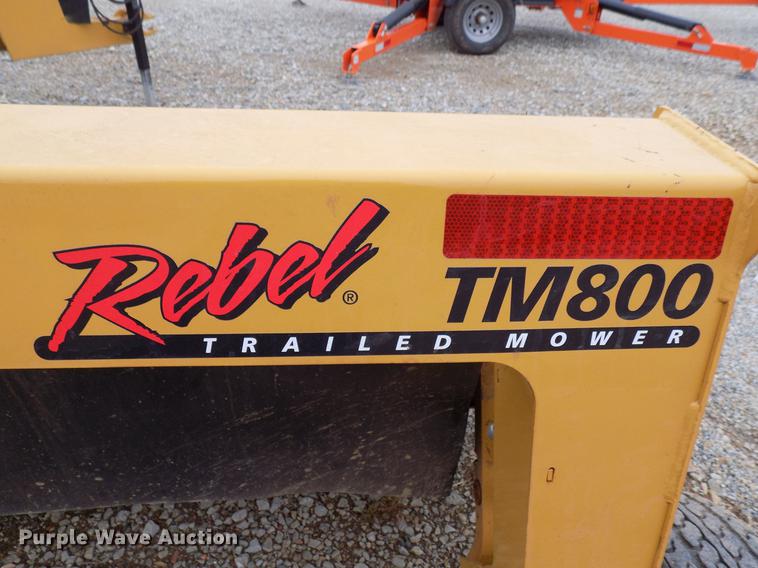 Rebel®
TM800
TRAILED MOWER
Purple Wave Auction